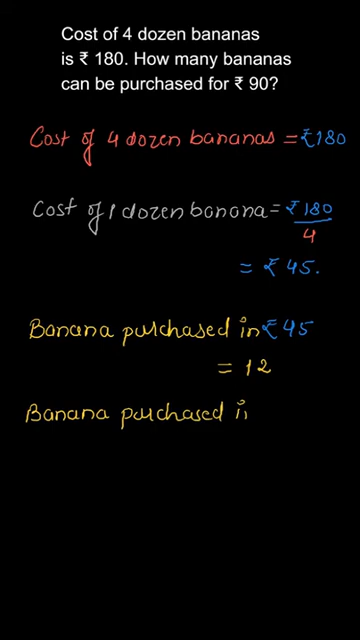 Cost of 4 dozen bananas
is ₹ 180. How many bananas
can be purchased for ₹ 90?
Cost of 4 dozen bananas = ₹180
Cost of 1 dozen banana = ₹ 180
4
= ₹ 45.
Banana purchased in ₹ 45
= 12
Banana purchased in